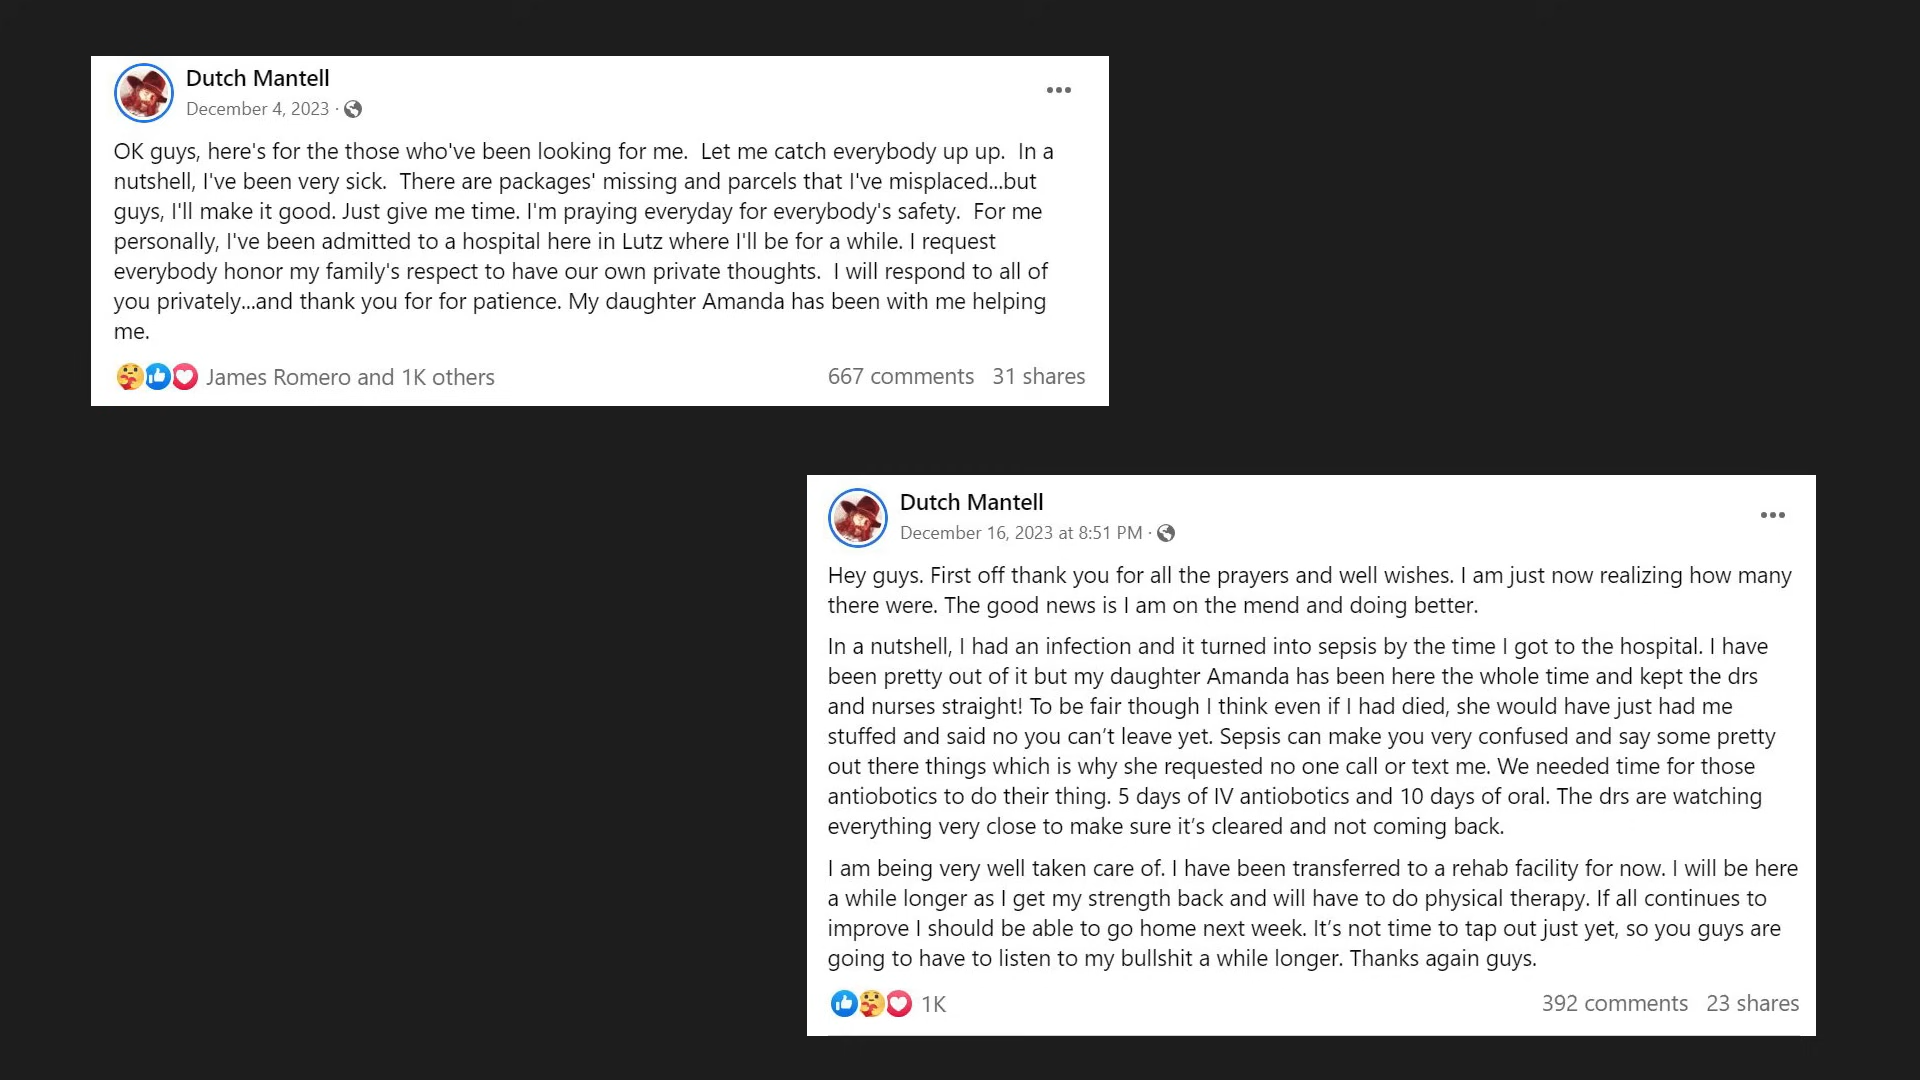 Dutch Mantell
December 4, 2023 ·
OK guys, here's for the those who've been looking for me.  Let me catch everybody up up.  In a
nutshell, I've been very sick.  There are packages' missing and parcels that I've misplaced...but
guys, I'll make it good. Just give me time. I'm praying everyday for everybody's safety.  For me
personally, I've been admitted to a hospital here in Lutz where I'll be for a while. I request
everybody honor my family's respect to have our own private thoughts.  I will respond to all of
you privately...and thank you for for patience. My daughter Amanda has been with me helping
me.
James Romero and 1K others 667 comments 31 shares
Dutch Mantell
December 16, 2023 at 8:51 PM ·
Hey guys. First off thank you for all the prayers and well wishes. I am just now realizing how many
there were. The good news is I am on the mend and doing better.
In a nutshell, I had an infection and it turned into sepsis by the time I got to the hospital. I have
been pretty out of it but my daughter Amanda has been here the whole time and kept the drs
and nurses straight! To be fair though I think even if I had died, she would have just had me
stuffed and said no you can’t leave yet. Sepsis can make you very confused and say some pretty
out there things which is why she requested no one call or text me. We needed time for those
antiobotics to do their thing. 5 days of IV antiobotics and 10 days of oral. The drs are watching
everything very close to make sure it’s cleared and not coming back.
I am being very well taken care of. I have been transferred to a rehab facility for now. I will be here
a while longer as I get my strength back and will have to do physical therapy. If all continues to
improve I should be able to go home next week. It’s not time to tap out just yet, so you guys are
going to have to listen to my bullshit a while longer. Thanks again guys.
1K 392 comments 23 shares